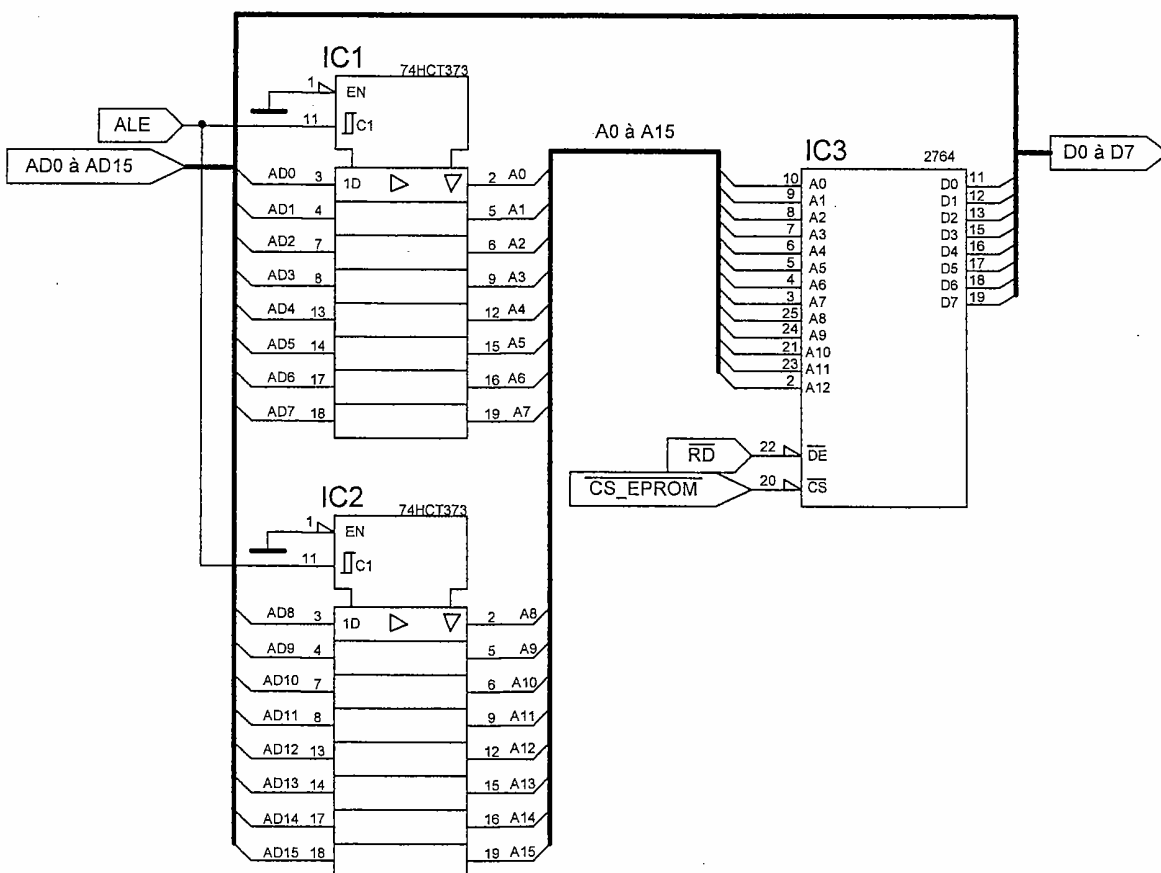 IC1
74HCT373
1
EN
ALE
11
C1
AD0 à AD15
A0 à A15
D0 à D7
AD0 3 1D 2 A0
AD1 4 5 A1
AD2 7 6 A2
AD3 8 9 A3
AD4 13 12 A4
AD5 14 15 A5
AD6 17 16 A6
AD7 18 19 A7
IC3
2764
10 A0 D0 11
9 A1 D1 12
8 A2 D2 13
7 A3 D3 15
6 A4 D4 16
5 A5 D5 17
4 A6 D6 18
3 A7 D7 19
25 A8
24 A9
21 A10
23 A11
2 A12
RD 22 DE
CS_EPROM 20 CS
IC2
74HCT373
1
EN
11
C1
AD8 3 1D 2 A8
AD9 4 5 A9
AD10 7 6 A10
AD11 8 9 A11
AD12 13 12 A12
AD13 14 15 A13
AD14 17 16 A14
AD15 18 19 A15